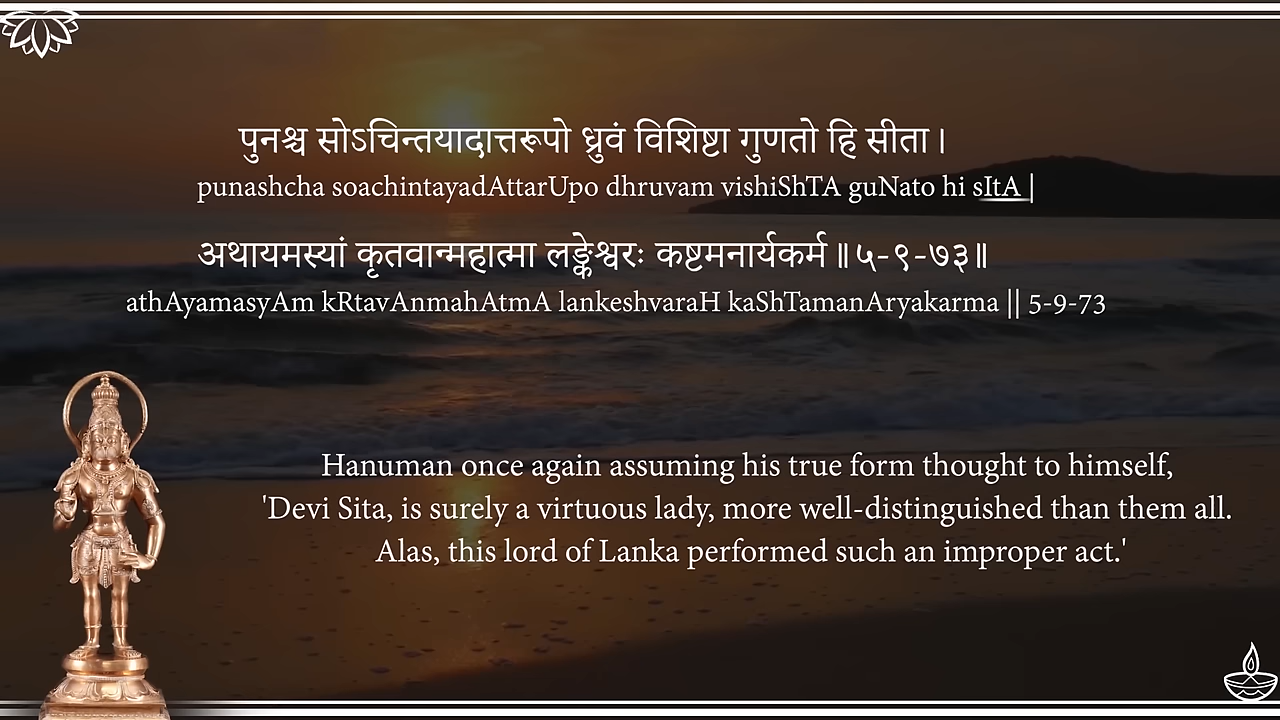 पुनश्च सोऽचिन्तयादात्तरूपो ध्रुवं विशिष्टा गुणतो हि सीता ।
punashcha soachintayadAttarUpo dhruvam vishiShTA guNato hi sItA |
अथायमस्यां कृतवान्महात्मा लङ्केश्वरः कष्टमनार्यकर्म ॥५-९-७३॥
athAyamasyAm kRtavAnmahAtmA lankeshvaraH kaShTamanAryakarma || 5-9-73
Hanuman once again assuming his true form thought to himself,
'Devi Sita, is surely a virtuous lady, more well-distinguished than them all.
Alas, this lord of Lanka performed such an improper act.'